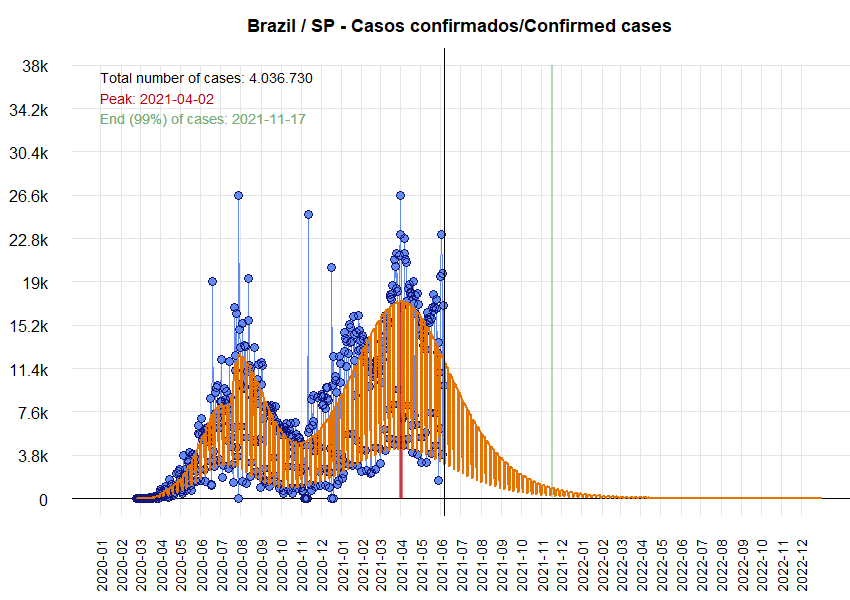 Brazil / SP - Casos confirmados/Confirmed cases
38k
Total number of cases: 4.036.730
Peak: 2021-04-02
End (99%) of cases: 2021-11-17
34.2k
30.4k
26.6k
22.8k
19k
15.2k
11.4k
7.6k
3.8k
0
2020-01
2020-02
2020-03
2020-04
2020-05
2020-06
2020-07
2020-08
2020-09
2020-10
2020-11
2020-12
2021-01
2021-02
2021-03
2021-04
2021-05
2021-06
2021-07
2021-08
2021-09
2021-10
2021-11
2021-12
2022-01
2022-02
2022-03
2022-04
2022-05
2022-06
2022-07
2022-08
2022-09
2022-10
2022-11
2022-12